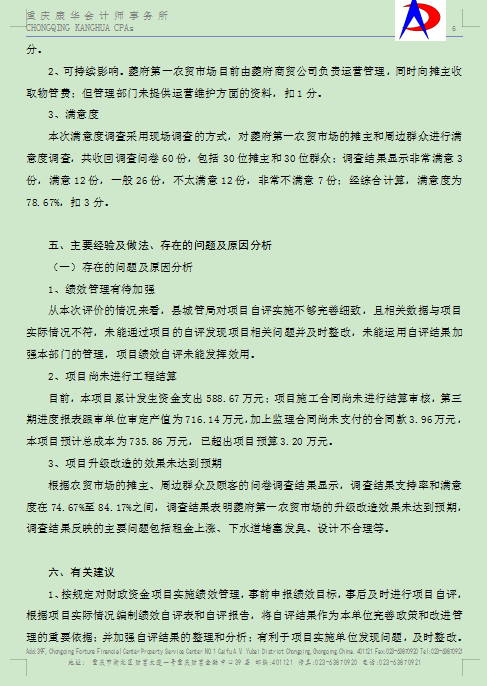 重庆康华会计师事务所
CHONGQING KANGHUA CPAs
6
分。
2、可持续影响。夔府第一农贸市场目前由夔府商贸公司负责运营管理，同时向摊主收
取物管费；但管理部门未提供运营维护方面的资料，扣1分。
3、满意度
本次满意度调查采用现场调查的方式，对夔府第一农贸市场的摊主和周边群众进行满
意度调查，共收回调查问卷60份，包括30位摊主和30位群众；调查结果显示非常满意3
份，满意12份，一般26份，不太满意12份，非常不满意7份；经综合计算，满意度为
78.67%，扣3分。
五、主要经验及做法、存在的问题及原因分析
（一）存在的问题及原因分析
1、绩效管理有待加强
从本次评价的情况来看，县城管局对项目自评实施不够完善细致，且相关数据与项目
实际情况不符，未能通过项目的自评发现项目相关问题并及时整改，未能运用自评结果加
强本部门的管理，项目绩效自评未能发挥效用。
2、项目尚未进行工程结算
目前，本项目累计发生资金支出588.67万元；项目施工合同尚未进行结算审核，第三
期进度报表跟审单位审定产值为716.14万元,加上监理合同尚未支付的合同款3.96万元，
本项目预计总成本为735.86万元，已超出项目预算3.20万元。
3、项目升级改造的效果未达到预期
根据农贸市场的摊主、周边群众及顾客的问卷调查结果显示，调查结果支持率和满意
度在74.67%至84.17%之间，调查结果表明夔府第一农贸市场的升级改造效果未达到预期，
调查结果反映的主要问题包括租金上涨、下水道堵塞发臭、设计不合理等。
六、有关建议
1、按规定对财政资金项目实施绩效管理，事前申报绩效目标，事后及时进行项目自评，
根据项目实际情况编制绩效自评表和自评报告，将自评结果作为本单位完善政策和改进管
理的重要依据；并加强自评结果的整理和分析；有利于项目实施单位发现问题，及时整改。
Add:39F, Chongqing Fortune Financial Center Property Service Center NO.1 Caifu A.V. Yubei District Chongqing, Chongqing, China. 401121 Fax:023-63870920 Tel:023-63870921
地址： 重庆市渝北区财富大道一号重庆财富金融中心39层 邮编:401121 传真:023-63870920 电话:023-63870921